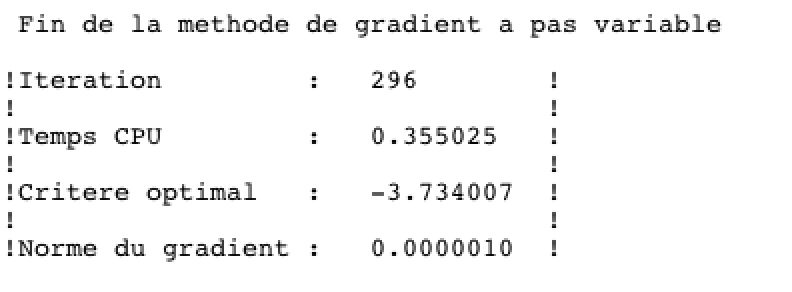 Fin de la methode de gradient a pas variable
!Iteration : 296 !
! !
!Temps CPU : 0.355025 !
! !
!Critere optimal : -3.734007 !
! !
!Norme du gradient : 0.0000010 !